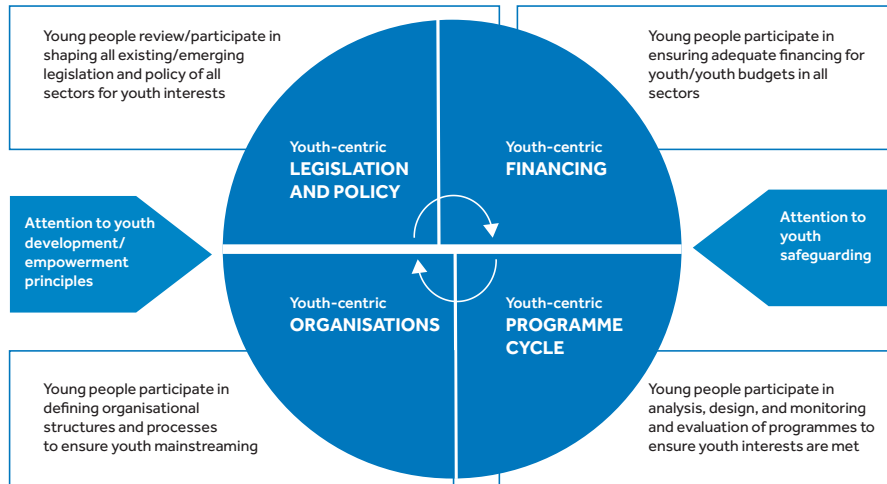 Young people review/participate in
shaping all existing/emerging
legislation and policy of all
sectors for youth interests
Young people participate in
ensuring adequate financing for
youth/youth budgets in all
sectors
Youth-centric
LEGISLATION
AND POLICY
Youth-centric
FINANCING
Attention to youth
development/
empowerment
principles
Attention to
youth
safeguarding
Youth-centric
ORGANISATIONS
Youth-centric
PROGRAMME
CYCLE
Young people participate in
defining organisational
structures and processes
to ensure youth mainstreaming
Young people participate in
analysis, design, and monitoring
and evaluation of programmes to
ensure youth interests are met